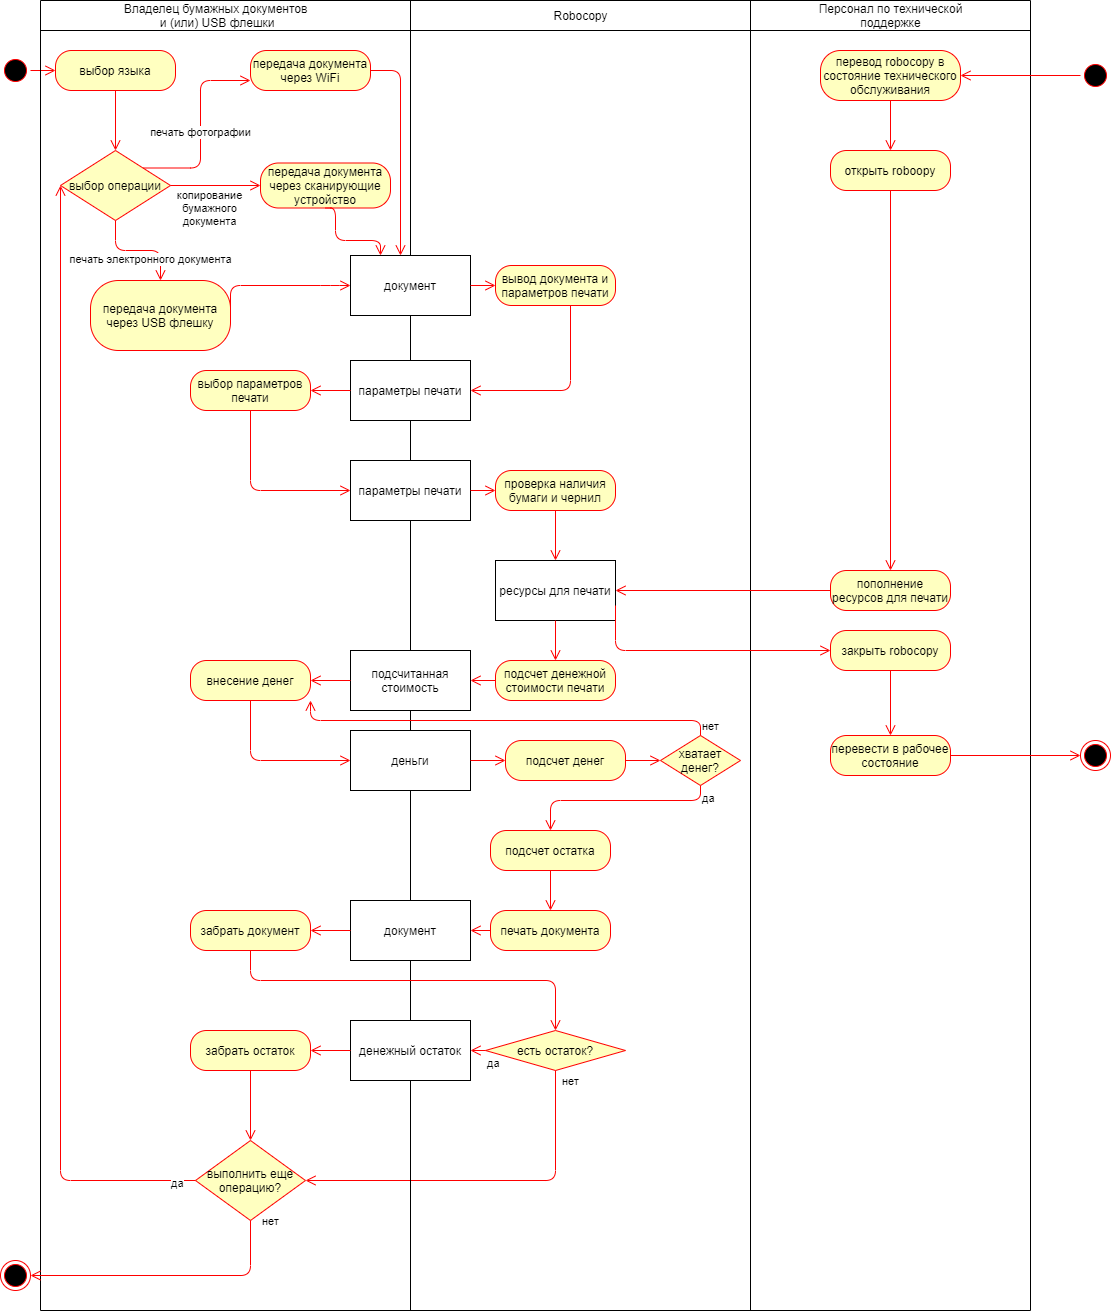 Владелец бумажных документов
и (или) USB флешки
Robocopy
Персонал по технической
поддержке
выбор языка
передача документа
через WiFi
перевод robocopy в
состояние технического
обслуживания
печать фотографии
выбор операции
передача документа
через сканирующие
устройство
открыть roboopy
копирование
бумажного
документа
печать электронного документа
передача документа
через USB флешку
документ
вывод документа и
параметров печати
выбор параметров
печати
параметры печати
параметры печати
проверка наличия
бумаги и чернил
ресурсы для печати
пополнение
ресурсов для печати
закрыть robocopy
внесение денег
подсчитанная
стоимость
подсчет денежной
стоимости печати
нет
деньги
подсчет денег
хватает
денег?
перевести в рабочее
состояние
да
подсчет остатка
забрать документ
документ
печать документа
забрать остаток
денежный остаток
есть остаток?
да
нет
выполнить еще
операцию?
да
нет